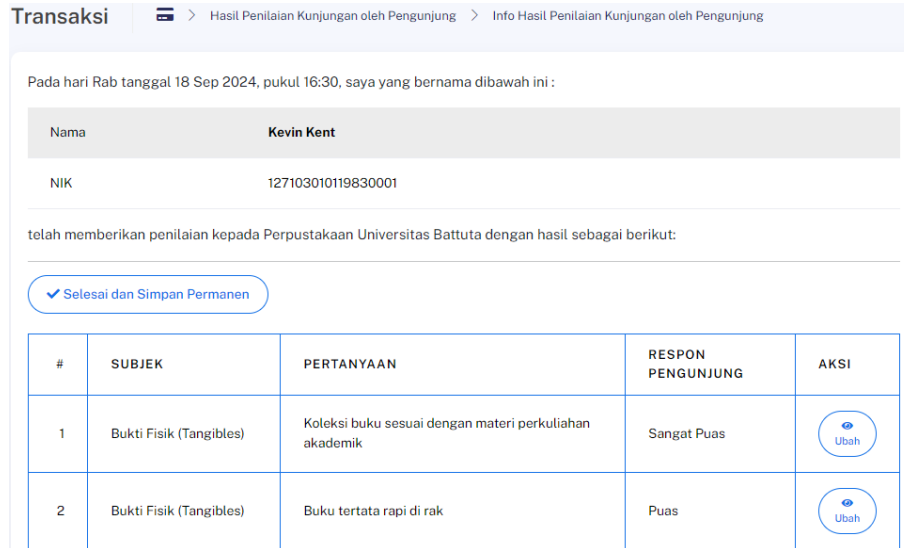 Transaksi > Hasil Penilaian Kunjungan oleh Pengunjung > Info Hasil Penilaian Kunjungan oleh Pengunjung
Pada hari Rab tanggal 18 Sep 2024, pukul 16:30, saya yang bernama dibawah ini :
Nama Kevin Kent
NIK 127103010119830001
telah memberikan penilaian kepada Perpustakaan Universitas Battuta dengan hasil sebagai berikut:
Selesai dan Simpan Permanen
# SUBJEK PERTANYAAN RESPON PENGUNJUNG AKSI
1 Bukti Fisik (Tangibles) Koleksi buku sesuai dengan materi perkuliahan akademik Sangat Puas Ubah
2 Bukti Fisik (Tangibles) Buku tertata rapi di rak Puas Ubah